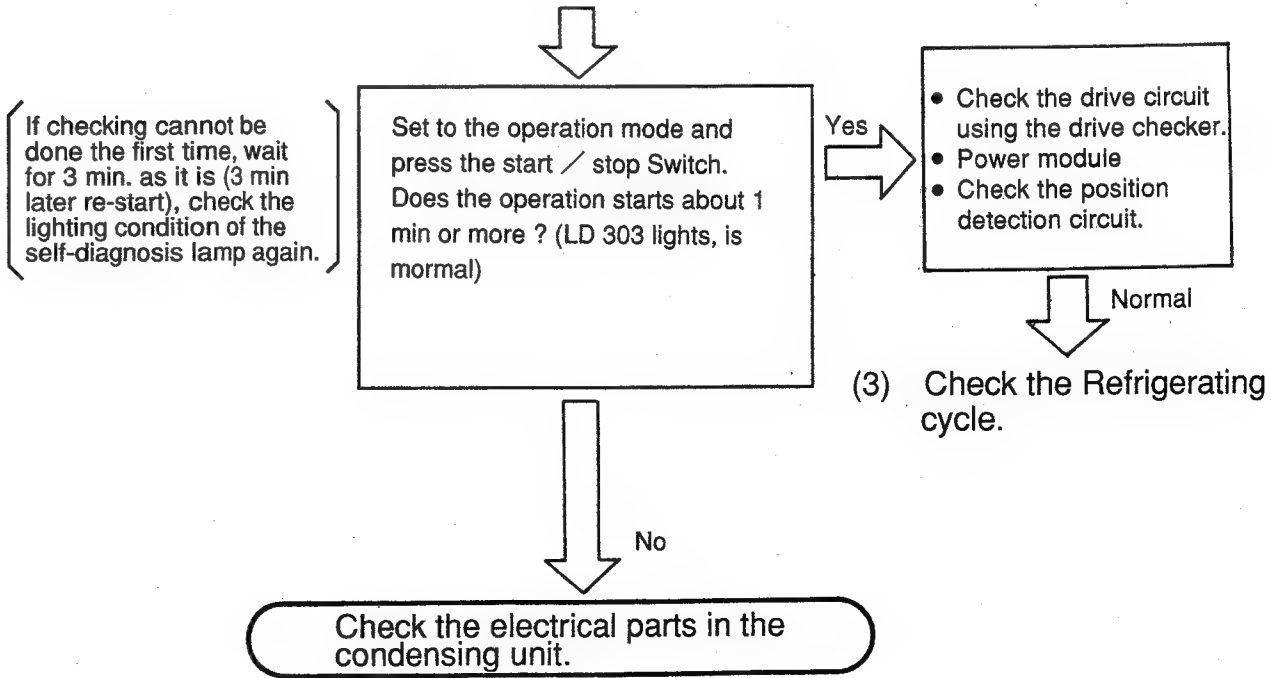 If checking cannot be
done the first time, wait
for 3 min. as it is (3 min
later re-start), check the
lighting condition of the
self-diagnosis lamp again.
Set to the operation mode and
press the start / stop Switch.
Does the operation starts about 1
min or more ? (LD 303 lights, is
mormal)
Yes
• Check the drive circuit
using the drive checker.
• Power module
• Check the position
detection circuit.
Normal
(3) Check the Refrigerating
cycle.
No
Check the electrical parts in the
condensing unit.